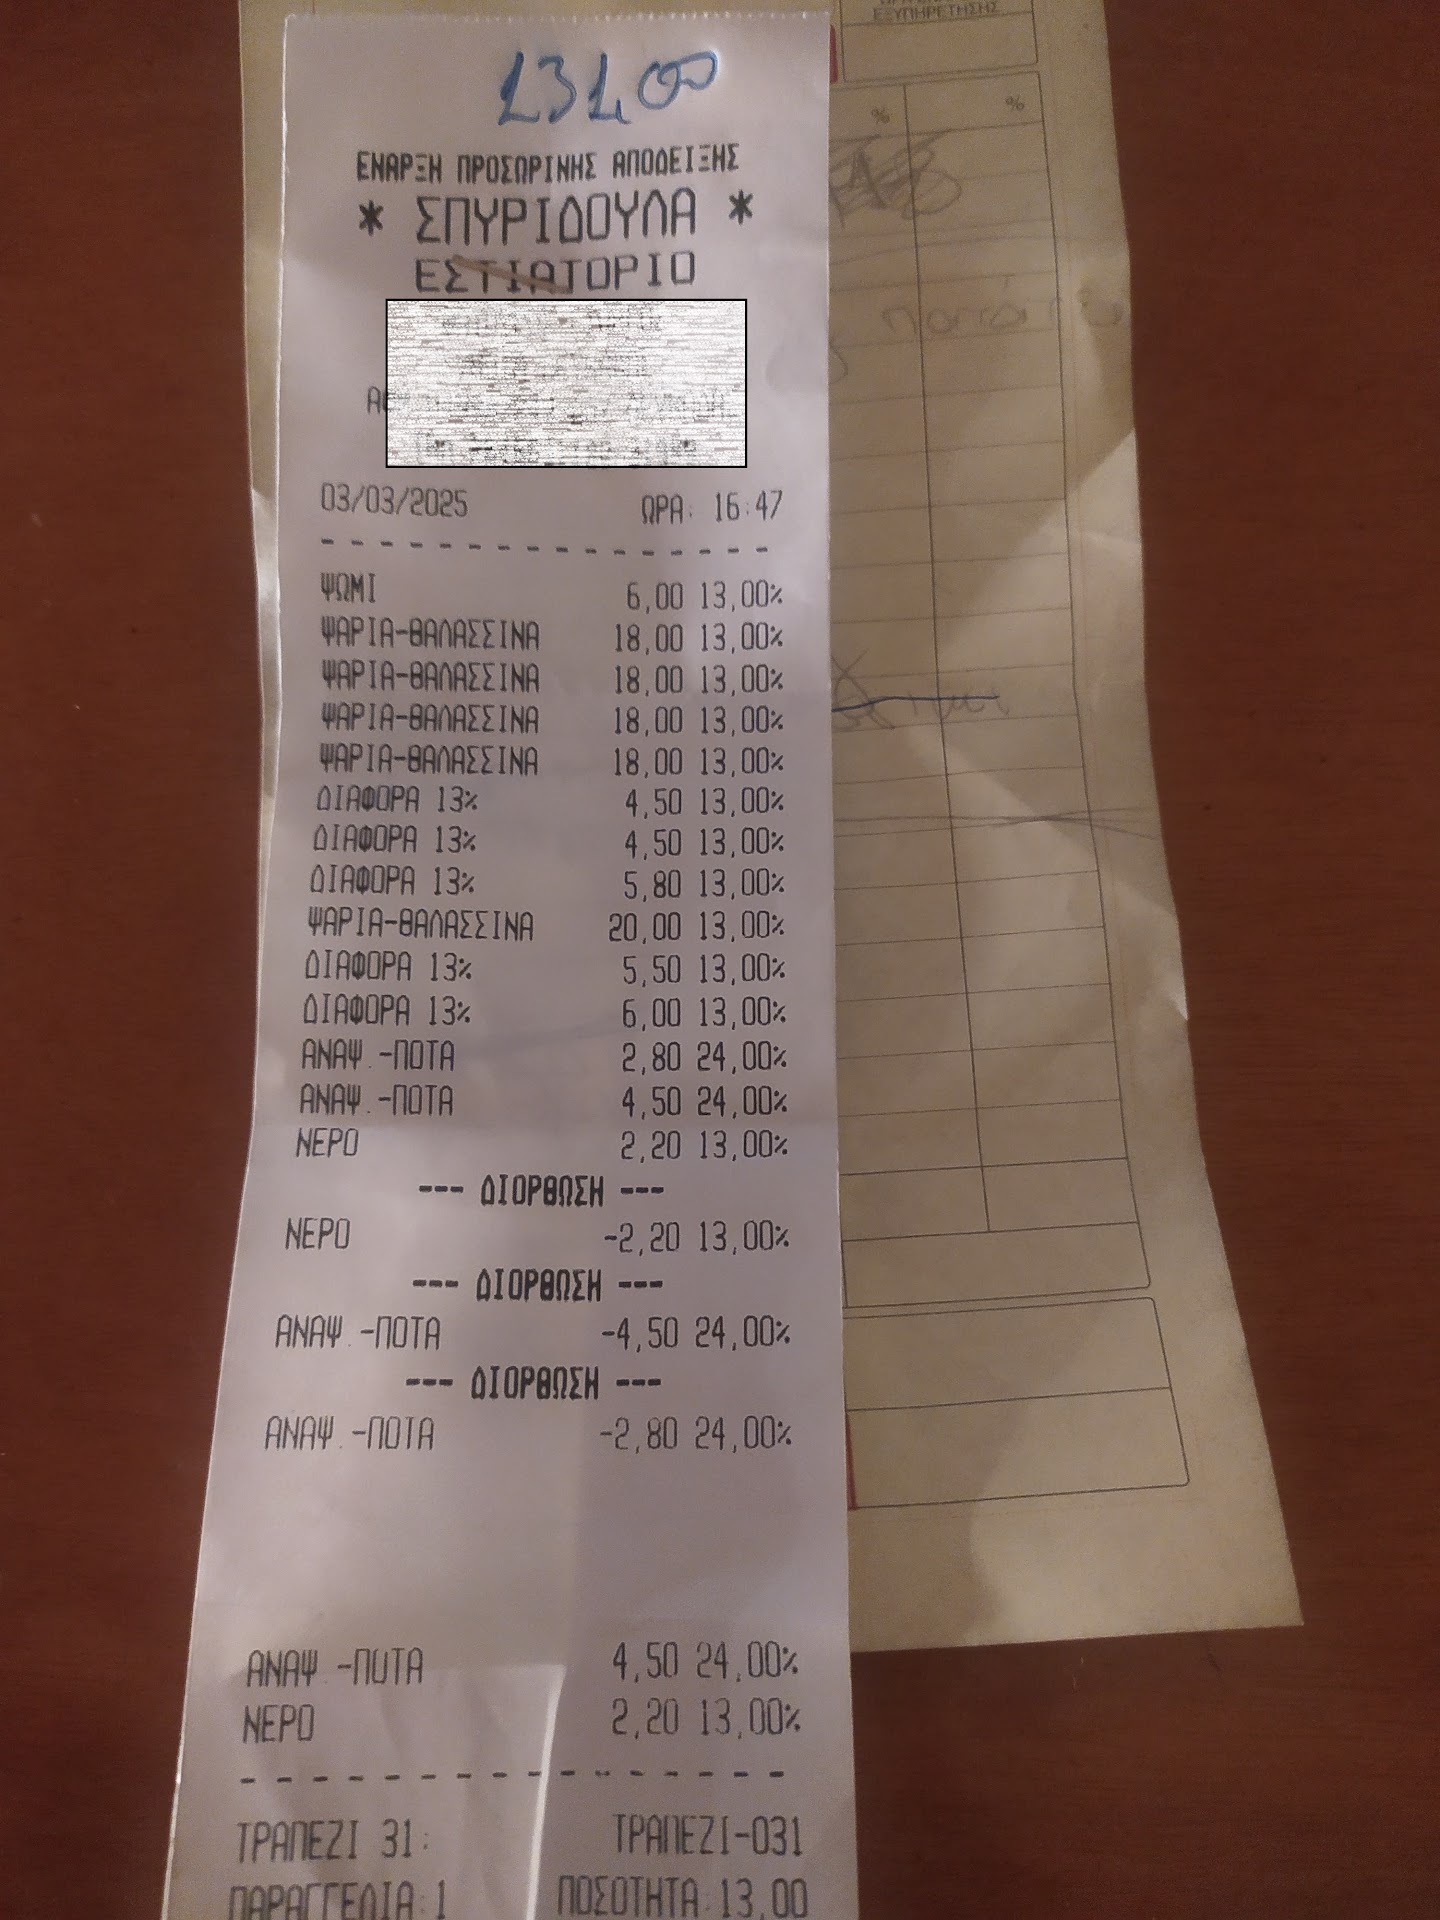 131,00
ΕΝΑΡΞΗ ΠΡΟΣΩΡΙΝΗΣ ΑΠΟΔΕΙΞΗΣ
* ΣΠΥΡΙΔΟΥΛΑ *
ΕΣΤΙΑΤΟΡΙΟ
03/03/2025 ΩΡΑ: 16:47
ΨΩΜΙ 6,00 13,00%
ΨΑΡΙΑ-ΘΑΛΑΣΣΙΝΑ 18,00 13,00%
ΨΑΡΙΑ-ΘΑΛΑΣΣΙΝΑ 18,00 13,00%
ΨΑΡΙΑ-ΘΑΛΑΣΣΙΝΑ 18,00 13,00%
ΨΑΡΙΑ-ΘΑΛΑΣΣΙΝΑ 18,00 13,00%
ΔΙΑΦΟΡΑ 13% 4,50 13,00%
ΔΙΑΦΟΡΑ 13% 4,50 13,00%
ΔΙΑΦΟΡΑ 13% 5,80 13,00%
ΨΑΡΙΑ-ΘΑΛΑΣΣΙΝΑ 20,00 13,00%
ΔΙΑΦΟΡΑ 13% 5,50 13,00%
ΔΙΑΦΟΡΑ 13% 6,00 13,00%
ΑΝΑΨ.-ΠΟΤΑ 2,80 24,00%
ΑΝΑΨ.-ΠΟΤΑ 4,50 24,00%
ΝΕΡΟ 2,20 13,00%
--- ΔΙΟΡΘΩΣΗ ---
ΝΕΡΟ -2,20 13,00%
--- ΔΙΟΡΘΩΣΗ ---
ΑΝΑΨ.-ΠΟΤΑ -4,50 24,00%
--- ΔΙΟΡΘΩΣΗ ---
ΑΝΑΨ.-ΠΟΤΑ -2,80 24,00%
ΑΝΑΨ.-ΠΟΤΑ 4,50 24,00%
ΝΕΡΟ 2,20 13,00%
ΤΡΑΠΕΖΙ 31: ΤΡΑΠΕΖΙ-031
ΠΑΡΑΓΓΕΛΙΑ:1 ΠΟΣΟΤΗΤΑ:13,00
ΕΞΥΠΗΡΕΤΗΣΗΣ
% %